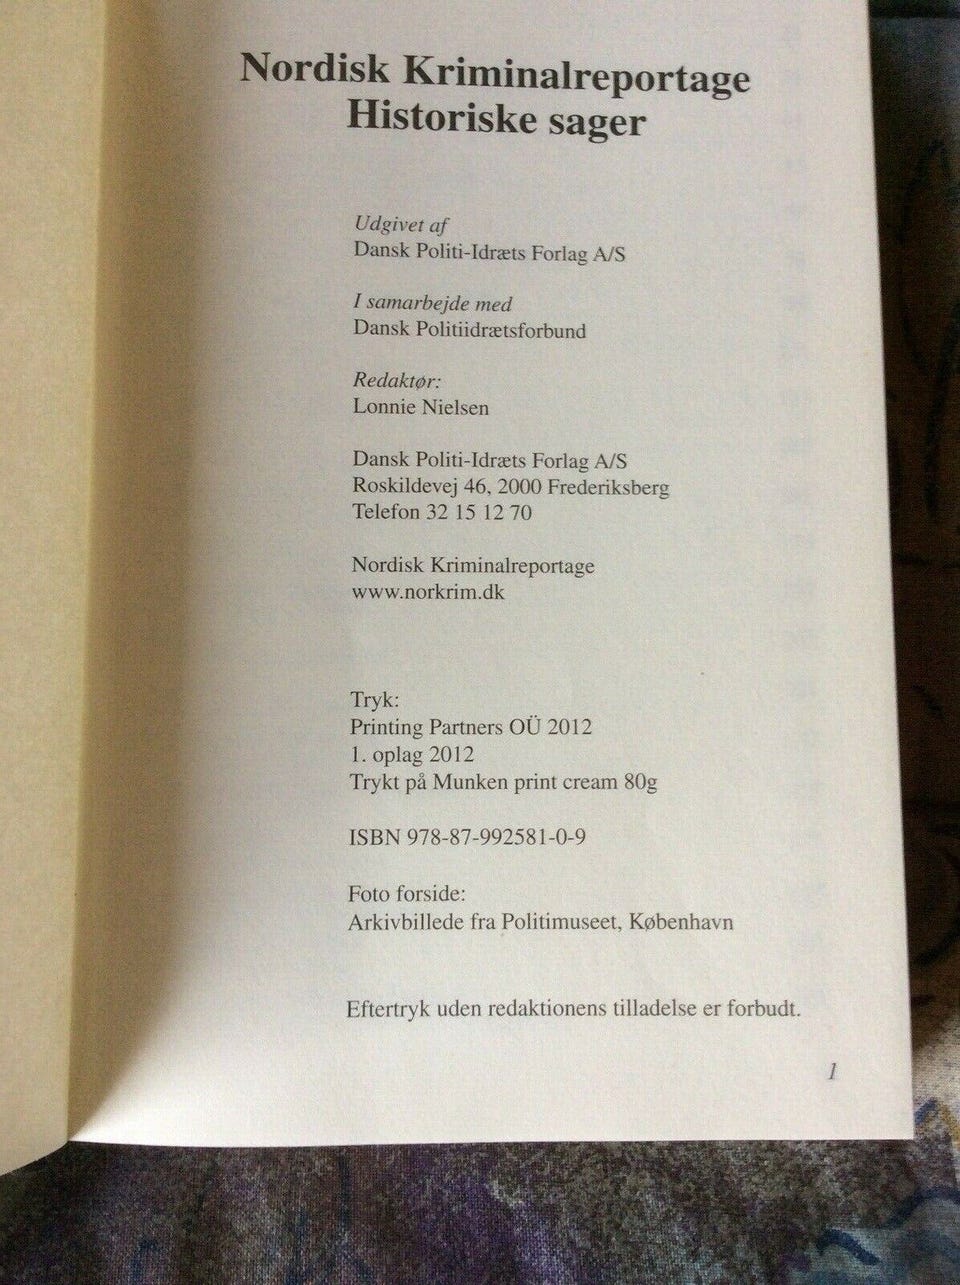 Nordisk Kriminalreportage
Historiske sager
Udgivet af
Dansk Politi-Idræts Forlag A/S
I samarbejde med
Dansk Politiidrætsforbund
Redaktør:
Lonnie Nielsen
Dansk Politi-Idræts Forlag A/S
Roskildevej 46, 2000 Frederiksberg
Telefon 32 15 12 70
Nordisk Kriminalreportage
www.norkrim.dk
Tryk:
Printing Partners OÜ 2012
1. oplag 2012
Trykt på Munken print cream 80g
ISBN 978-87-992581-0-9
Foto forside:
Arkivbillede fra Politimuseet, København
Eftertryk uden redaktionens tilladelse er forbudt.
1